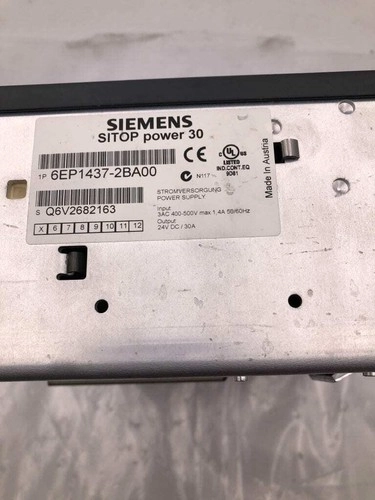 SIEMENS
SITOP power 30
1P 6EP1437-2BA00
S Q6V2682163
X 6 7 8 9 10 11 12
CE
N117
C UL US
LISTED
IND.CONT.EQ
Made in Austria
STROMVERSORGUNG
POWER SUPPLY
Input
3AC 400-500V max 1,4A 50/60Hz
Output
24V DC / 30A